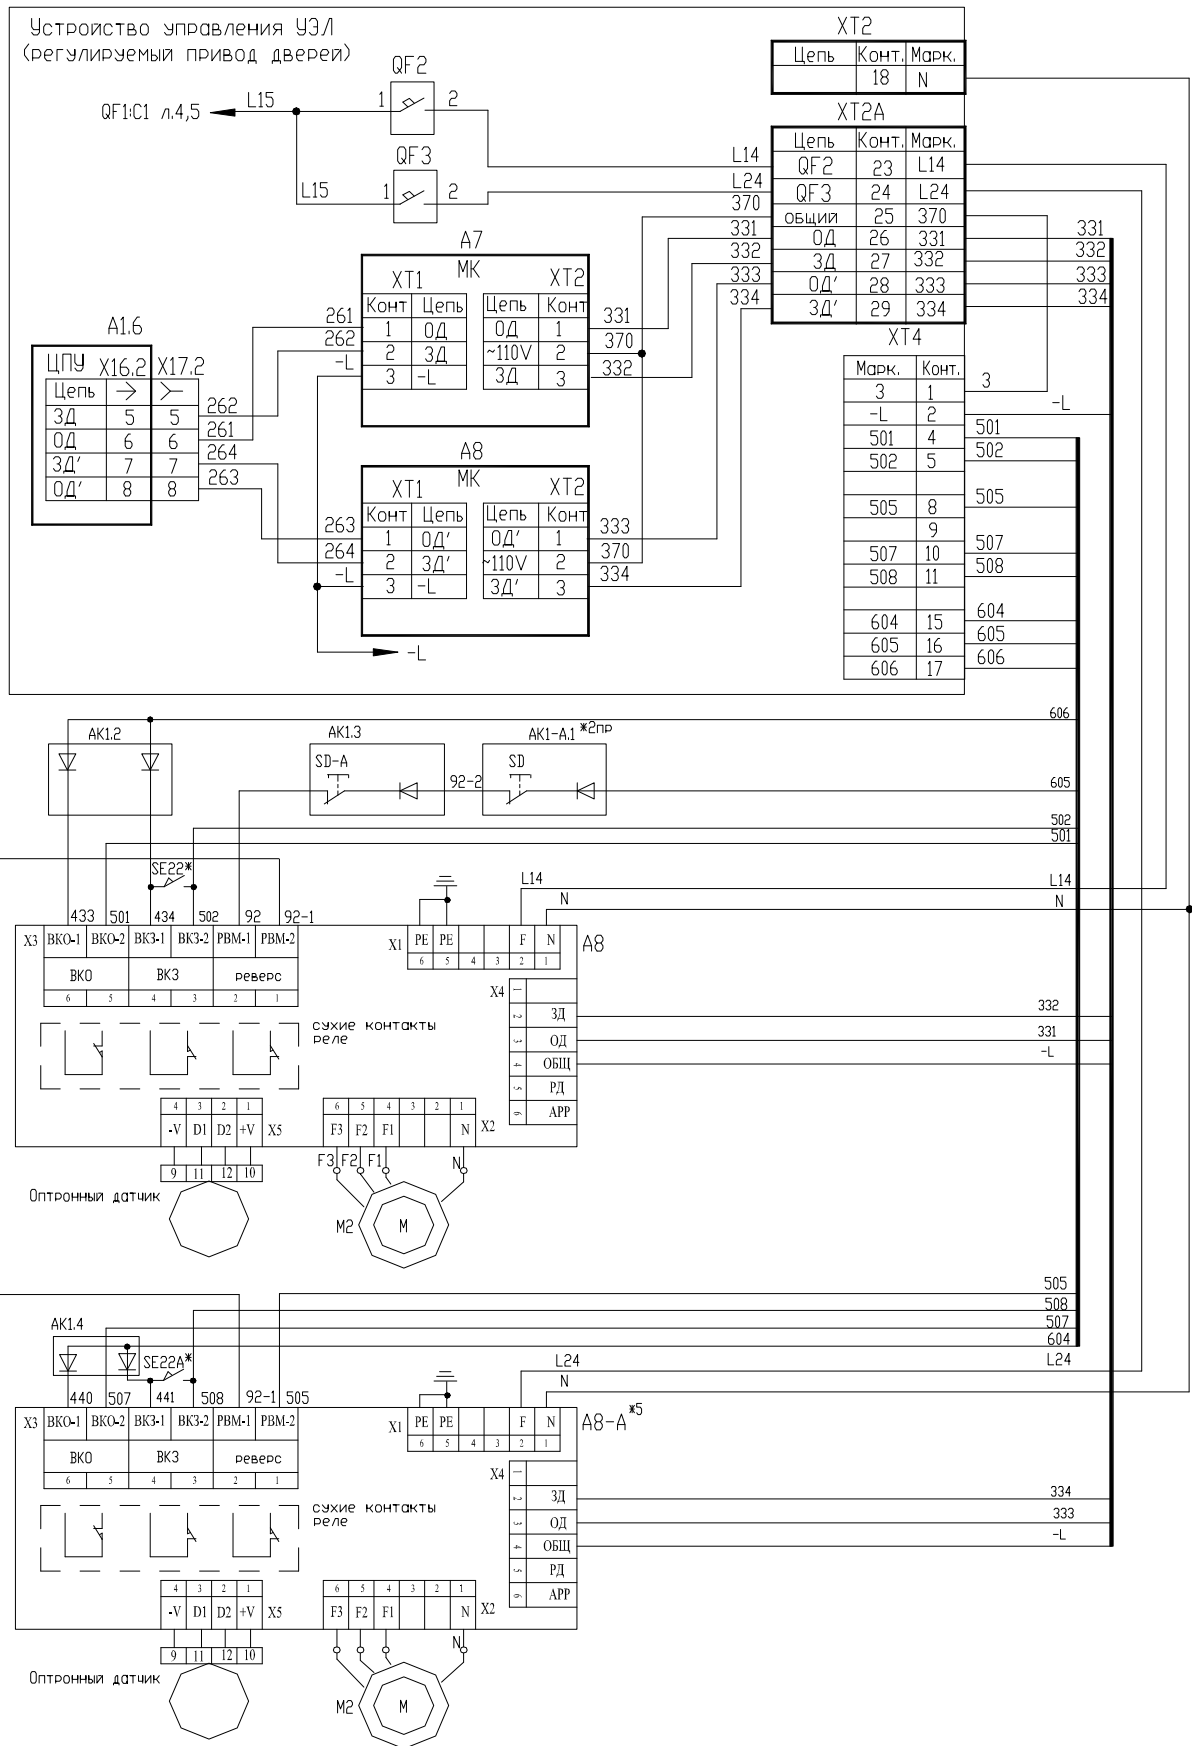 Устройство управления УЭЛ
(регулируемый привод дверей)
QF1:C1 л.4,5
L15
QF2
1 2
QF3
L15
1 2
XT2
Цепь Конт. Марк.
18 N
XT2A
Цепь Конт. Марк.
L14 QF2 23 L14
L24 QF3 24 L24
370 общий 25 370
331 ОД 26 331 331
332 ЗД 27 332 332
333 ОД' 28 333 333
334 ЗД' 29 334 334
A1.6
ЦПУ X16.2 X17.2
Цепь
ЗД 5 5 262
ОД 6 6 261
ЗД' 7 7 264
ОД' 8 8 263
A7
МК
XT1 XT2
Конт Цепь Цепь Конт
261 1 ОД ОД 1 331
262 2 ЗД ~110V 2 370
-L 3 -L ЗД 3 332
A8
МК
XT1 XT2
Конт Цепь Цепь Конт
263 1 ОД' ОД' 1 333
264 2 ЗД' ~110V 2 370
-L 3 -L ЗД' 3 334
-L
XT4
Марк. Конт.
3 1 3
-L 2 -L
501 4 501
502 5 502
505 8 505
9
507 10 507
508 11 508
604 15 604
605 16 605
606 17 606
606
AK1.2
AK1.3
SD-A
92-2
AK1-A.1 *2пр
SD
605
502
501
SE22*
L14 L14
N N
433 501 434 502 92 92-1
X3 ВКО-1 ВКО-2 ВКЗ-1 ВКЗ-2 РВМ-1 РВМ-2
ВКО ВКЗ реверс
6 5 4 3 2 1
X1 PE PE F N
6 5 4 3 2 1
A8
X4 1
2 ЗД 332
3 ОД 331
4 ОБЩ -L
5 РД
6 АРР
сухие контакты
реле
4 3 2 1
-V D1 D2 +V X5
9 11 12 10
Оптронный датчик
6 5 4 3 2 1
F3 F2 F1 N X2
F3 F2 F1 N
M2 M
505
508
507
604
AK1.4
SE22A*
L24 L24
N
440 507 441 508 92-1 505
X3 ВКО-1 ВКО-2 ВКЗ-1 ВКЗ-2 РВМ-1 РВМ-2
ВКО ВКЗ реверс
6 5 4 3 2 1
X1 PE PE F N
6 5 4 3 2 1
A8-A*5
X4 1
2 ЗД 334
3 ОД 333
4 ОБЩ -L
5 РД
6 АРР
сухие контакты
реле
4 3 2 1
-V D1 D2 +V X5
9 11 12 10
Оптронный датчик
6 5 4 3 2 1
F3 F2 F1 N X2
N
M2 M